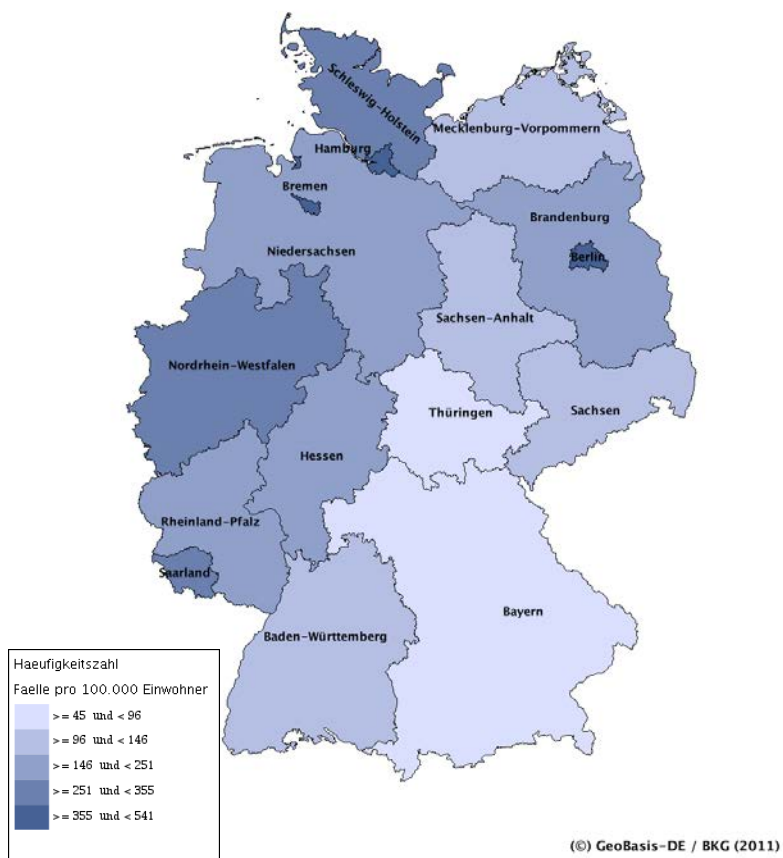 Schleswig-Holstein
Mecklenburg-Vorpommern
Hamburg
Bremen
Brandenburg
Berlin
Niedersachsen
Sachsen-Anhalt
Nordrhein-Westfalen
Thüringen
Sachsen
Hessen
Rheinland-Pfalz
Saarland
Bayern
Baden-Württemberg
Haeufigkeitszahl
Faelle pro 100.000 Einwohner
>= 45 und < 96
>= 96 und < 146
>= 146 und < 251
>= 251 und < 355
>= 355 und < 541
(©) GeoBasis-DE / BKG (2011)